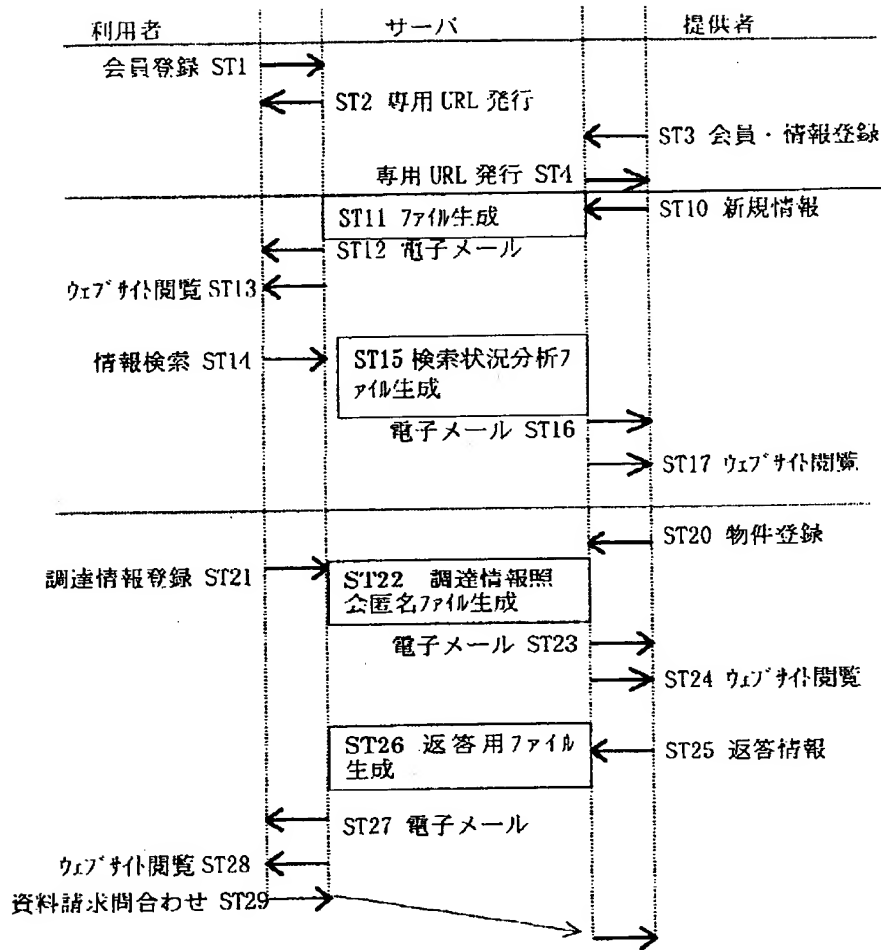 利用者 サーバ 提供者
会員登録 ST1
ST2 専用 URL 発行
ST3 会員・情報登録
専用 URL 発行 ST4
ST10 新規情報
ST11 ファイル生成
ST12 電子メール
ウェブサイト閲覧 ST13
情報検索 ST14
ST15 検索状況分析フ
ァイル生成
電子メール ST16
ST17 ウェブサイト閲覧
ST20 物件登録
調達情報登録 ST21
ST22 調達情報照
会匿名ファイル生成
電子メール ST23
ST24 ウェブサイト閲覧
ST25 返答情報
ST26 返答用ファイル
生成
ST27 電子メール
ウェブサイト閲覧 ST28
資料請求問合わせ ST29